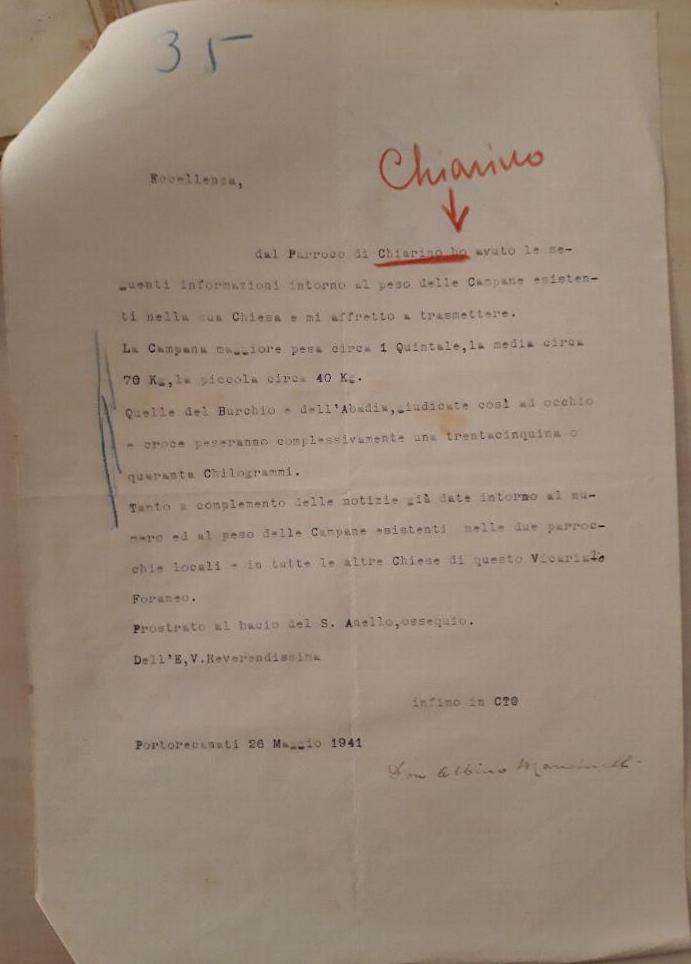 35
Chiarino
Eccellenza,
dal Parroco di Chiarino ho avuto le se-
guenti informazioni intorno al peso delle Campane esisten-
ti nella sua Chiesa e mi affretto a trasmettere.
La Campana maggiore pesa circa 1 Quintale,la media circa
70 Kg,la piccola circa 40 Kg.
Quelle del Burchio e dell'Abadia,giudicate così ad occhio
e croce peseranno complessivamente una trentacinquina o
quaranta Chilogrammi.
Tanto a complemento delle notizie già date intorno al nu-
mero ed al peso delle Campane esistenti nelle due parroc-
chie locali e in tutte le altre Chiese di questo
Foraneo.
Prostrato al bacio del S. Anello,ossequio.
Dell'E,V.Reverendissima
infimo in CTO
Portorecanati 26 Maggio 1941
Don Albino Mancinelli